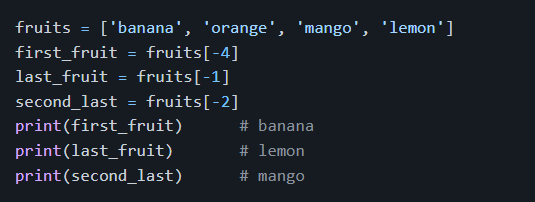 fruits = ['banana', 'orange', 'mango', 'lemon']
first_fruit = fruits[-4]
last_fruit = fruits[-1]
second_last = fruits[-2]
print(first_fruit)      # banana
print(last_fruit)       # lemon
print(second_last)      # mango